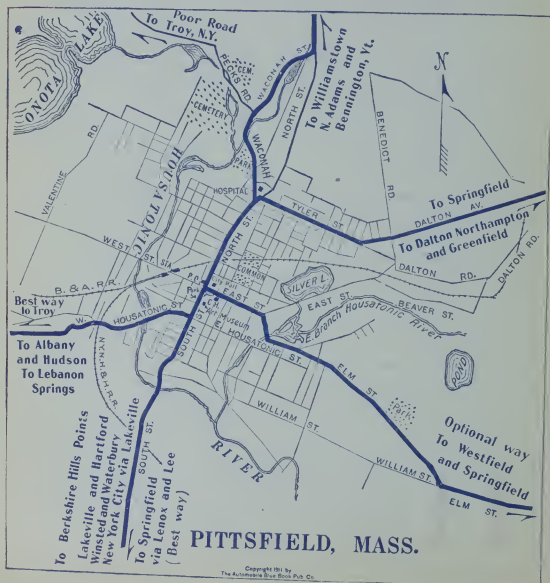 ONOTA LAKE
Poor Road
To Troy, N.Y.
PECKS RD.
CEM.
CEMETERY
WACONAH ST.
WACONAH
NORTH ST.
To Williamstown
N. Adams and
Bennington, Vt.
N
BENEDICT RD.
VALENTINE RD.
HOUSATONIC
PARK
HOSPITAL
TYLER ST.
To Springfield
DALTON AV.
To Dalton Northampton
and Greenfield
DALTON RD.
DALTON RD.
NORTH ST.
WEST ST.
STA.
COMMON
SILVER L.
B. & A. R.R.
P.O.
Park
C.H.
Art Museum
EAST ST.
EAST ST.
BEAVER ST.
E. Branch Housatonic River
Best way
to Troy
W. HOUSATONIC ST.
SOUTH ST.
E. HOUSATONIC ST.
To Albany
and Hudson
To Lebanon
Springs
N.Y.N.H.& H.R.R.
ELM ST.
POND
Park
WILLIAM ST.
WILLIAM ST.
Optional way
To Westfield
and Springfield
ELM ST.
RIVER
SOUTH ST.
To Berkshire Hills Points
Lakeville and Hartford
Winsted and Waterbury
New York City via Lakeville
To Springfield
via Lenox and Lee
(Best way)
PITTSFIELD, MASS.
Copyright 1911 by
The Automobile Blue Book Pub. Co.